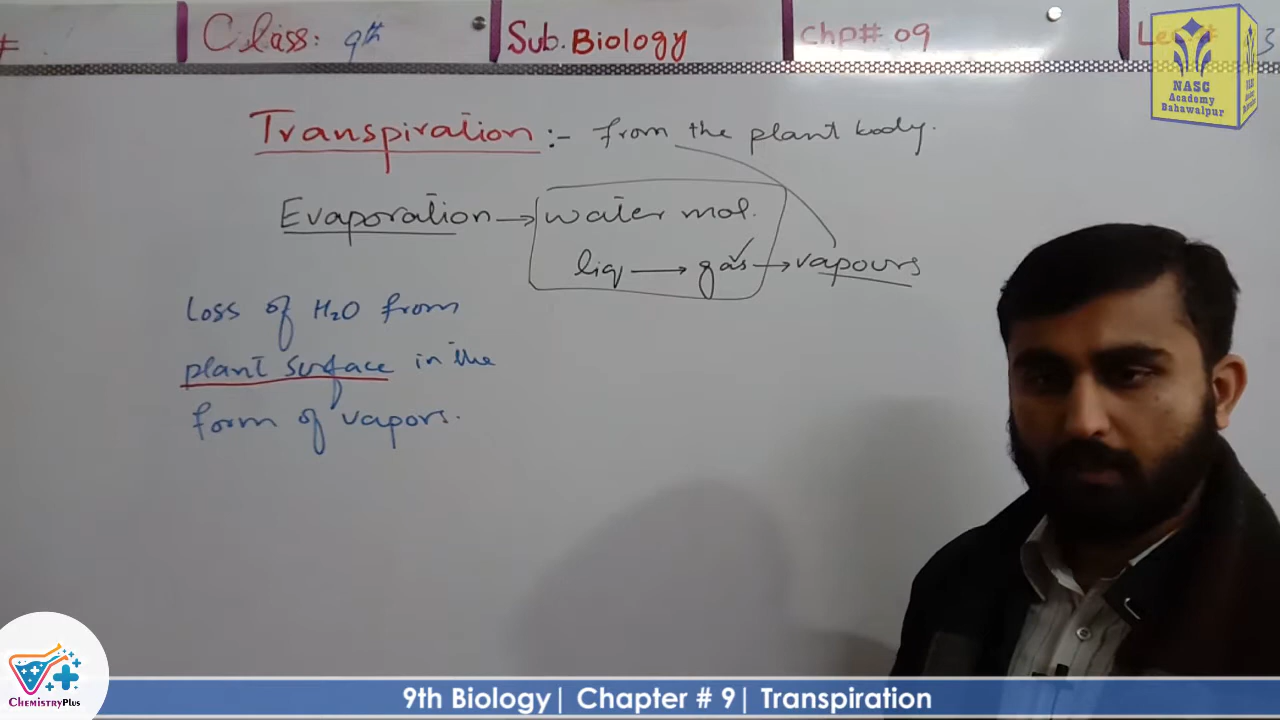 Class: 9th
Sub. Biology
Chp# 09
NASC
Academy
Bahawalpur
Transpiration :- from the plant body.
Evaporation → water mol.
liq → gas → vapours
Loss of H₂O from
plant surface in the
form of vapors.
ChemistryPlus
9th Biology| Chapter # 9| Transpiration